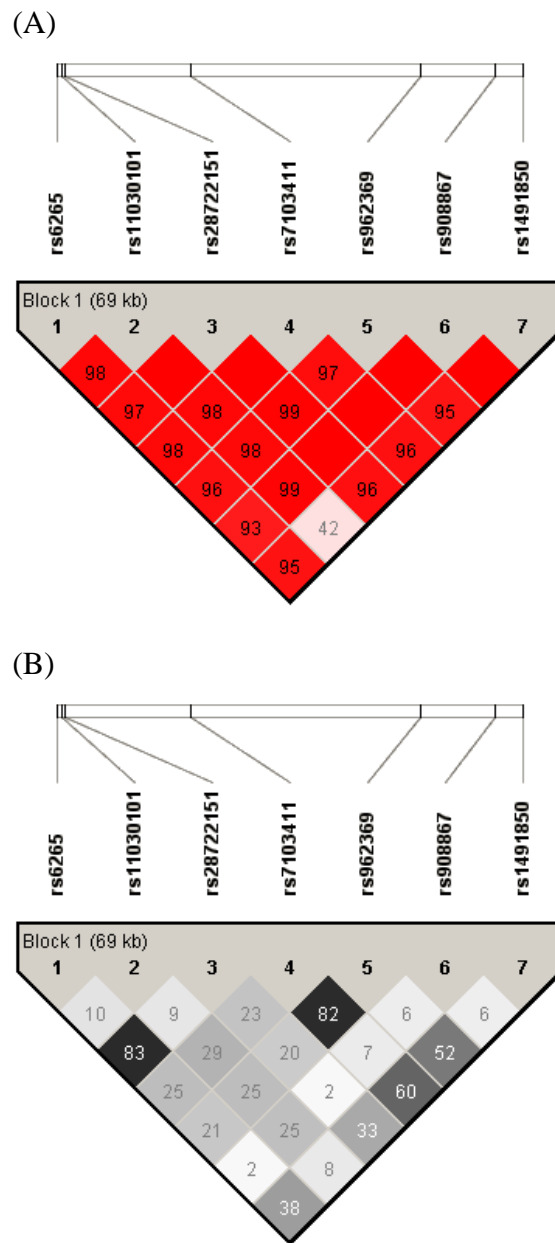 (A)
rs6265
rs11030101
rs28722151
rs7103411
rs962369
rs908867
rs1491850
Block 1 (69 kb)
1 2 3 4 5 6 7
98 97
97 98 99 95
98 98 96
96 99 96
93 42
95
(B)
rs6265
rs11030101
rs28722151
rs7103411
rs962369
rs908867
rs1491850
Block 1 (69 kb)
1 2 3 4 5 6 7
10 9 23 82 6 6
83 29 20 7 52
25 25 2 60
21 25 33
2 8
38